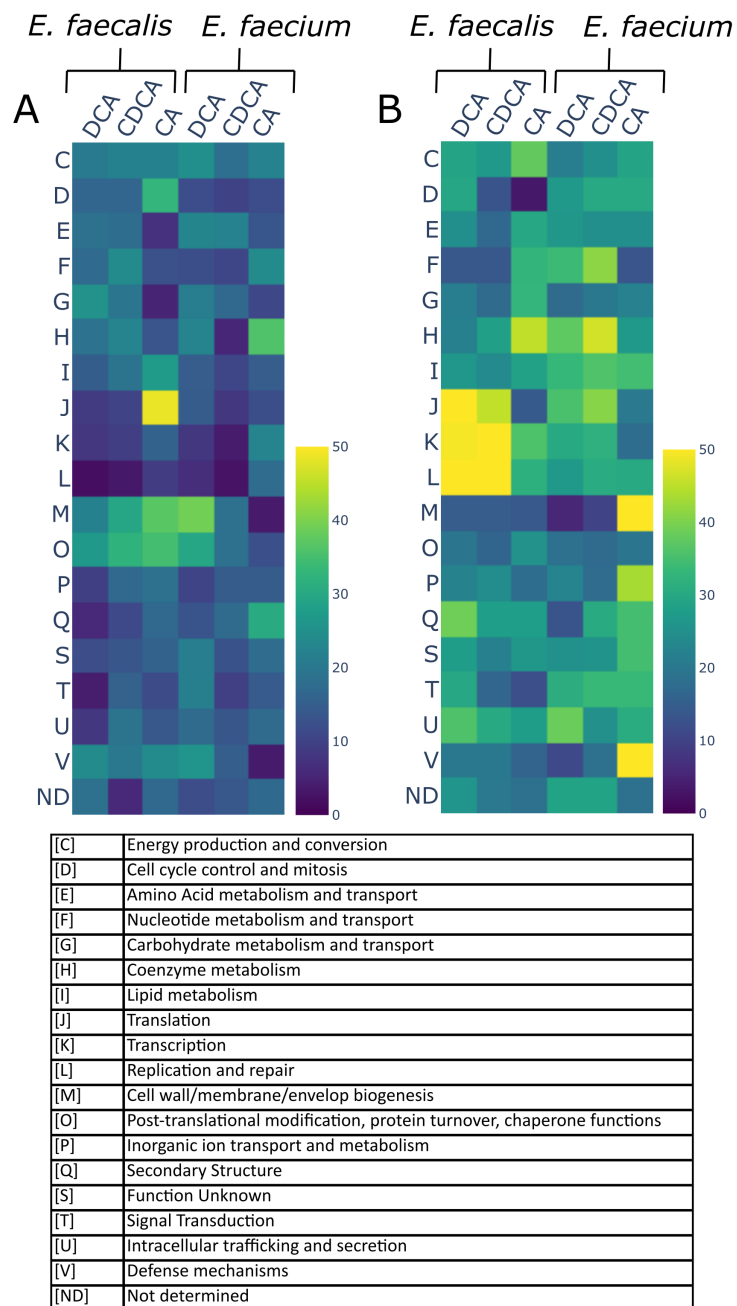 E. faecalis E. faecium E. faecalis E. faecium
A DCA CDCA CA DCA CDCA CA B DCA CDCA CA DCA CDCA CA
C C
D D
E E
F F
G G
H H
I I
J J
K 50 K 50
L L
M 40 M 40
O O
P 30 P 30
Q Q
S 20 S 20
T T
U 10 U 10
V V
ND 0 ND 0
[C] Energy production and conversion
[D] Cell cycle control and mitosis
[E] Amino Acid metabolism and transport
[F] Nucleotide metabolism and transport
[G] Carbohydrate metabolism and transport
[H] Coenzyme metabolism
[I] Lipid metabolism
[J] Translation
[K] Transcription
[L] Replication and repair
[M] Cell wall/membrane/envelop biogenesis
[O] Post-translational modification, protein turnover, chaperone functions
[P] Inorganic ion transport and metabolism
[Q] Secondary Structure
[S] Function Unknown
[T] Signal Transduction
[U] Intracellular trafficking and secretion
[V] Defense mechanisms
[ND] Not determined